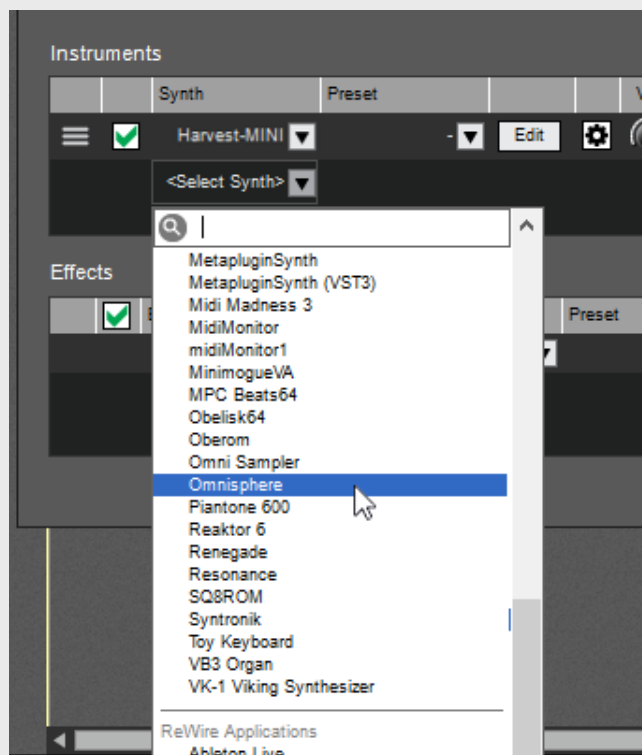 Instruments
Synth Preset
Harvest-MINI - Edit
<Select Synth>
Effects
Preset
MetapluginSynth
MetapluginSynth (VST3)
Midi Madness 3
MidiMonitor
midiMonitor1
MinimogueVA
MPC Beats64
Obelisk64
Oberom
Omni Sampler
Omnisphere
Piantone 600
Reaktor 6
Renegade
Resonance
SQ8ROM
Syntronik
Toy Keyboard
VB3 Organ
VK-1 Viking Synthesizer
ReWire Applications
Ableton Live